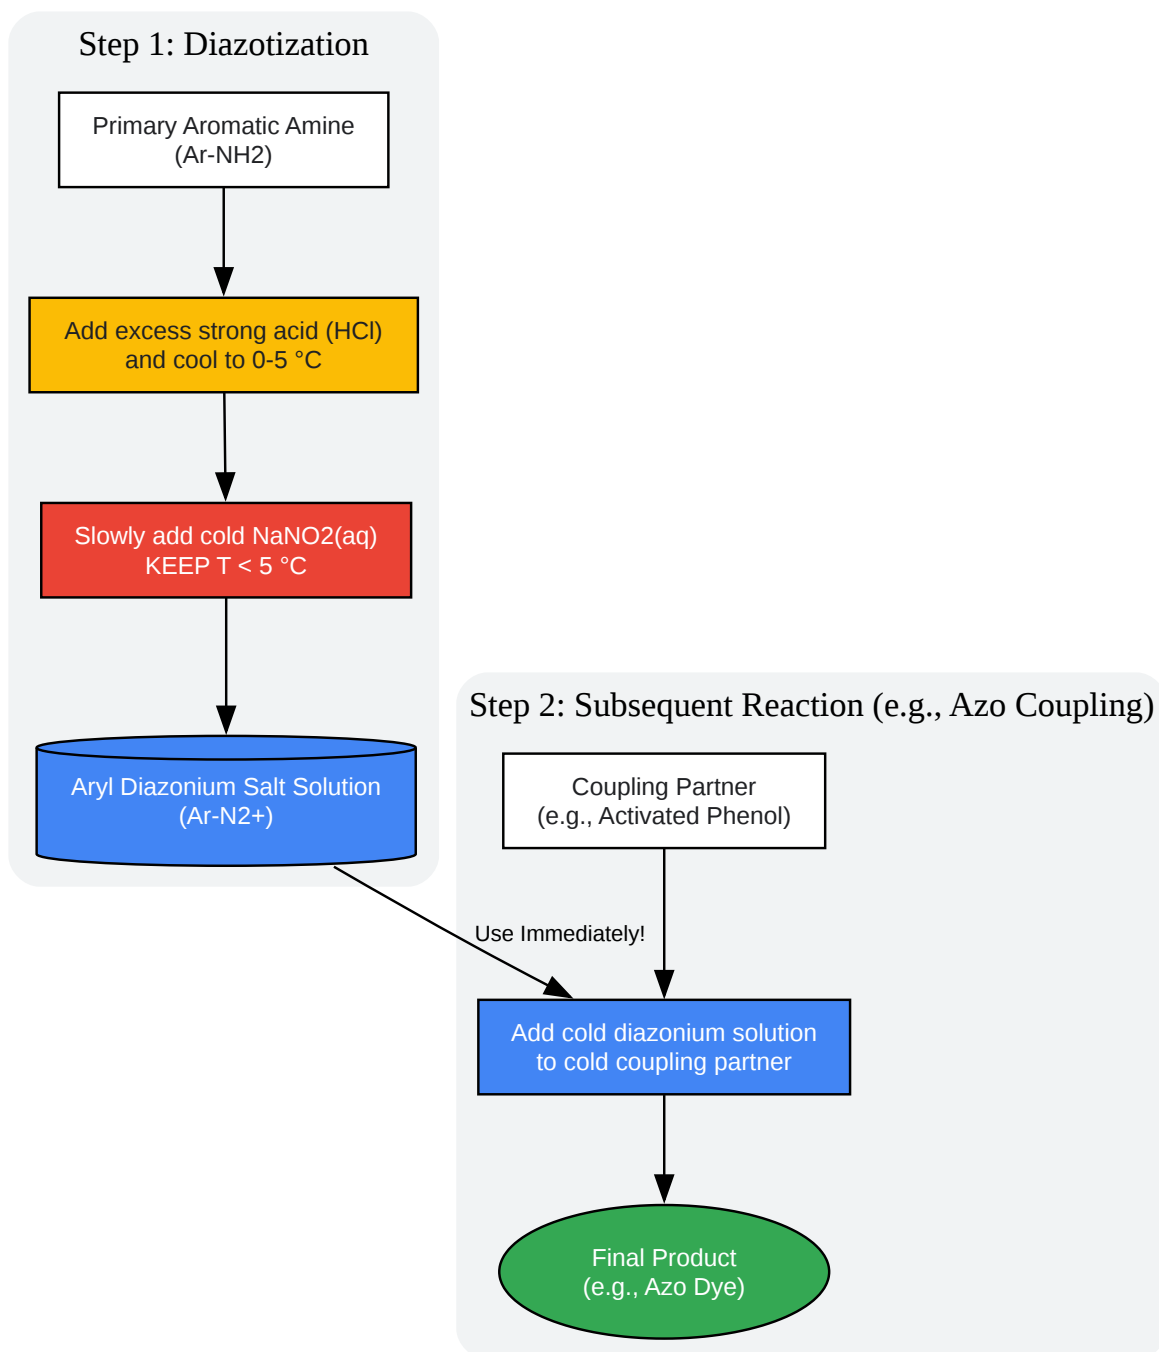 Step 1: Diazotization
Primary Aromatic Amine
(Ar-NH2)
Add excess strong acid (HCl)
and cool to 0-5 °C
Slowly add cold NaNO2(aq)
KEEP T < 5 °C
Aryl Diazonium Salt Solution
(Ar-N2+)
Step 2: Subsequent Reaction (e.g., Azo Coupling)
Coupling Partner
(e.g., Activated Phenol)
Use Immediately!
Add cold diazonium solution
to cold coupling partner
Final Product
(e.g., Azo Dye)